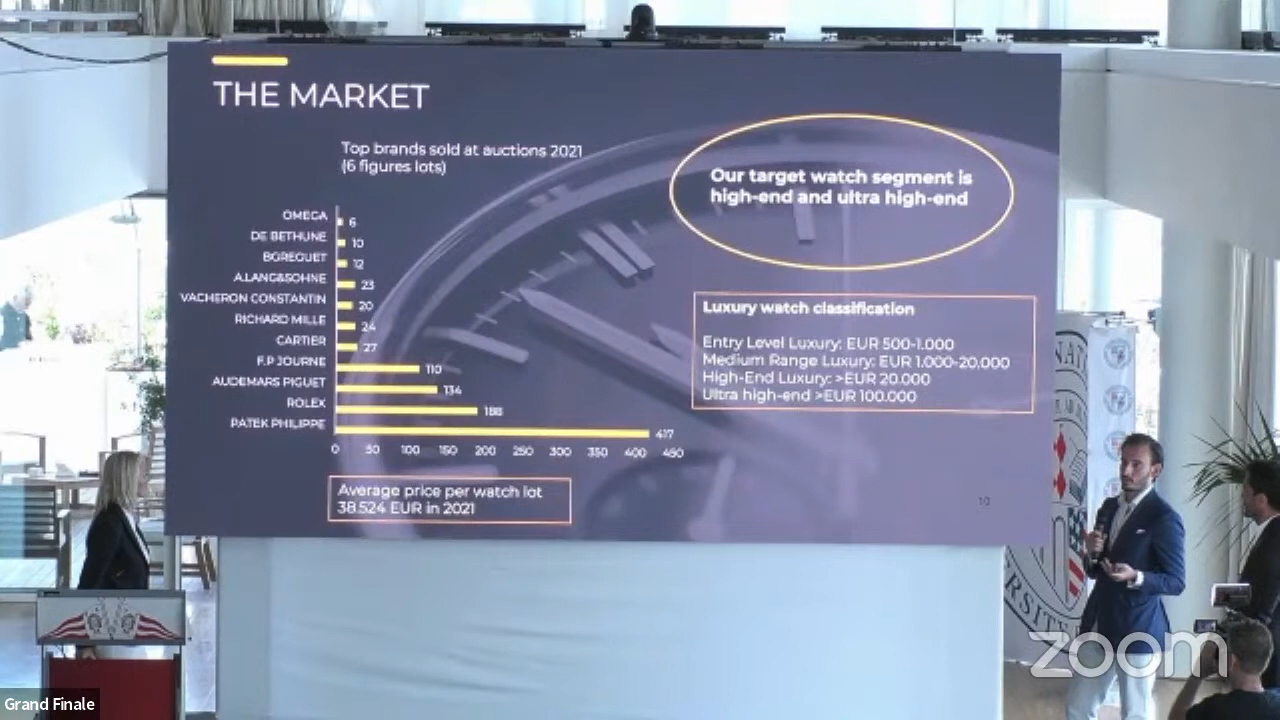 THE MARKET
Top brands sold at auctions 2021
(6 figures lots)
OMEGA 6
DE BETHUNE 10
BGREGUET 12
A.LANG&SOHNE 23
VACHERON CONSTANTIN 20
RICHARD MILLE 24
CARTIER 27
F.P JOURNE 110
AUDEMARS PIGUET 134
ROLEX 188
PATEK PHILIPPE 417
0 50 100 150 200 250 300 350 400 450
Average price per watch lot
38.524 EUR in 2021
Our target watch segment is
high-end and ultra high-end
Luxury watch classification
Entry Level Luxury: EUR 500-1.000
Medium Range Luxury: EUR 1.000-20.000
High-End Luxury: >EUR 20.000
Ultra high-end >EUR 100.000
10
zoom
Grand Finale